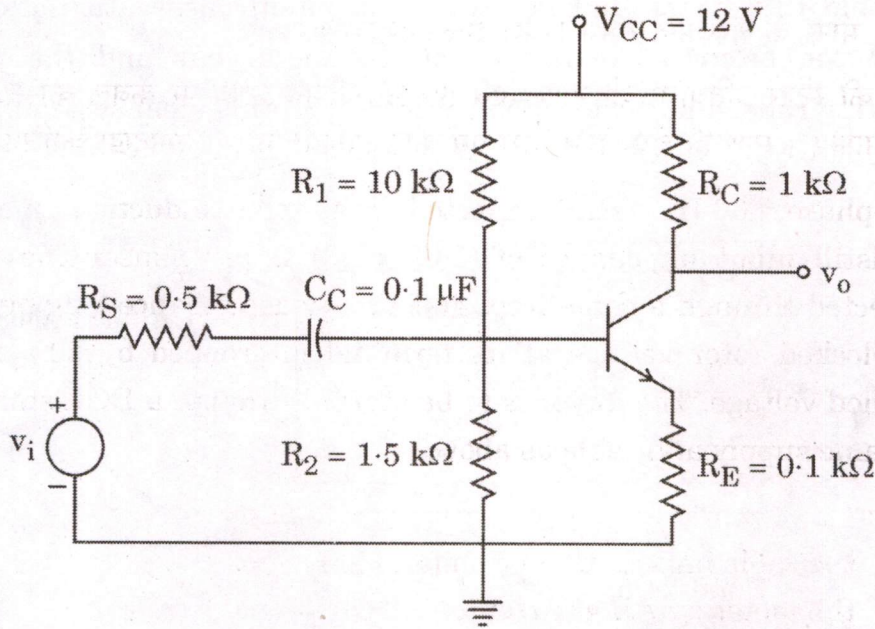 V_CC = 12 V
R_1 = 10 kΩ
R_C = 1 kΩ
v_o
R_S = 0·5 kΩ
C_C = 0·1 μF
+
v_i
−
R_2 = 1·5 kΩ
R_E = 0·1 kΩ